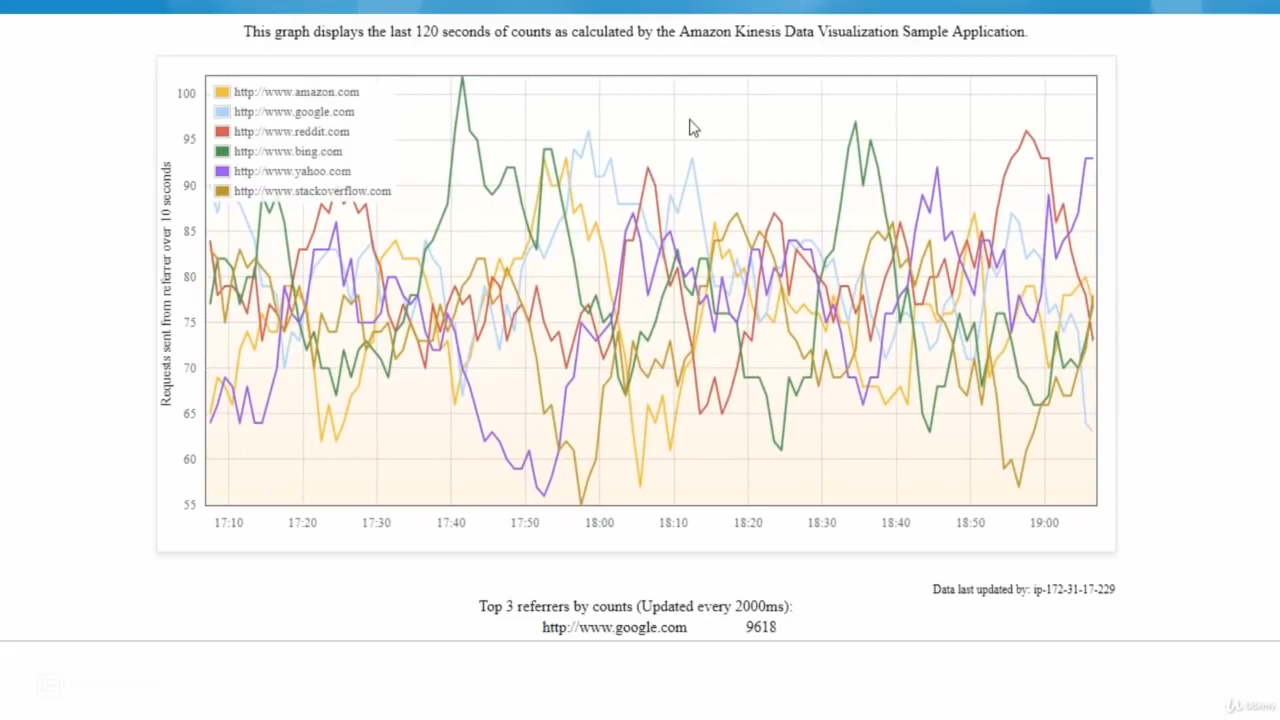 This graph displays the last 120 seconds of counts as calculated by the Amazon Kinesis Data Visualization Sample Application.
http://www.amazon.com
http://www.google.com
http://www.reddit.com
http://www.bing.com
http://www.yahoo.com
http://www.stackoverflow.com
Requests sent from referrer over 10 seconds
100
95
90
85
80
75
70
65
60
55
17:10 17:20 17:30 17:40 17:50 18:00 18:10 18:20 18:30 18:40 18:50 19:00
Data last updated by: ip-172-31-17-229
Top 3 referrers by counts (Updated every 2000ms):
http://www.google.com 9618
Udemy